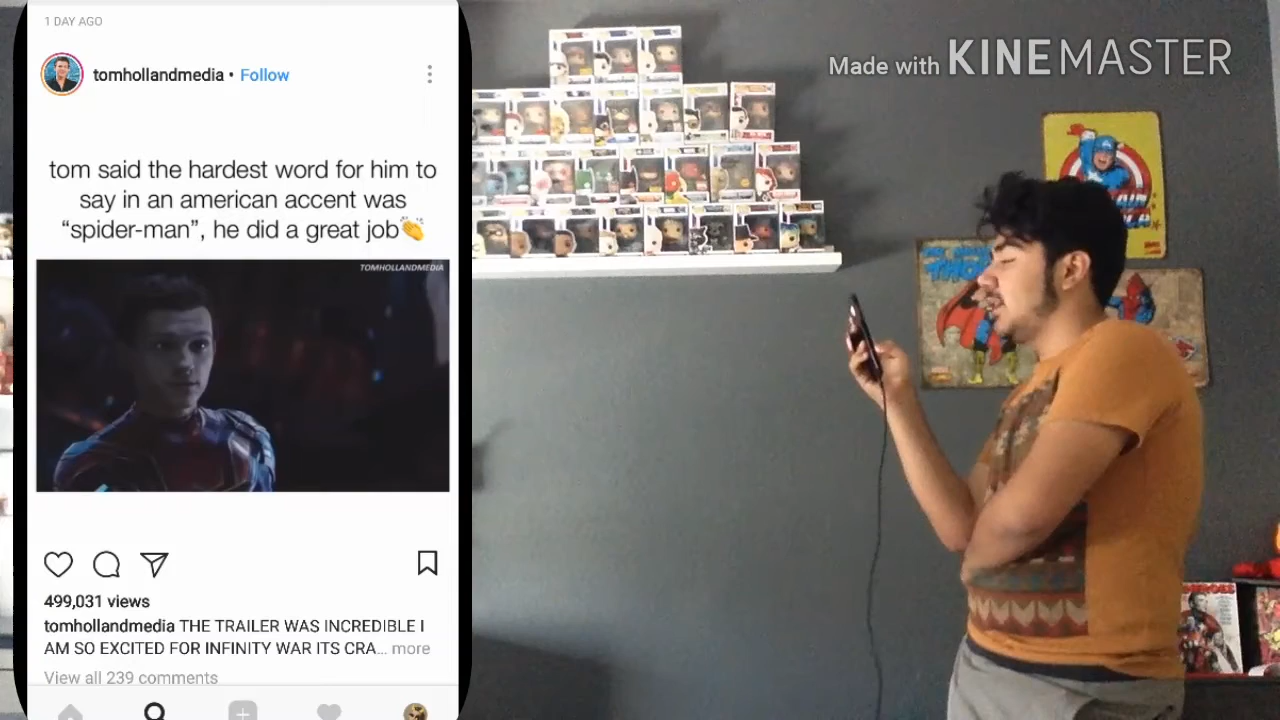 1 DAY AGO
tomhollandmedia • Follow
tom said the hardest word for him to
say in an american accent was
“spider-man”, he did a great job👏
TOMHOLLANDMEDIA
499,031 views
tomhollandmedia THE TRAILER WAS INCREDIBLE I
AM SO EXCITED FOR INFINITY WAR ITS CRA... more
View all 239 comments
Made with KINEMASTER